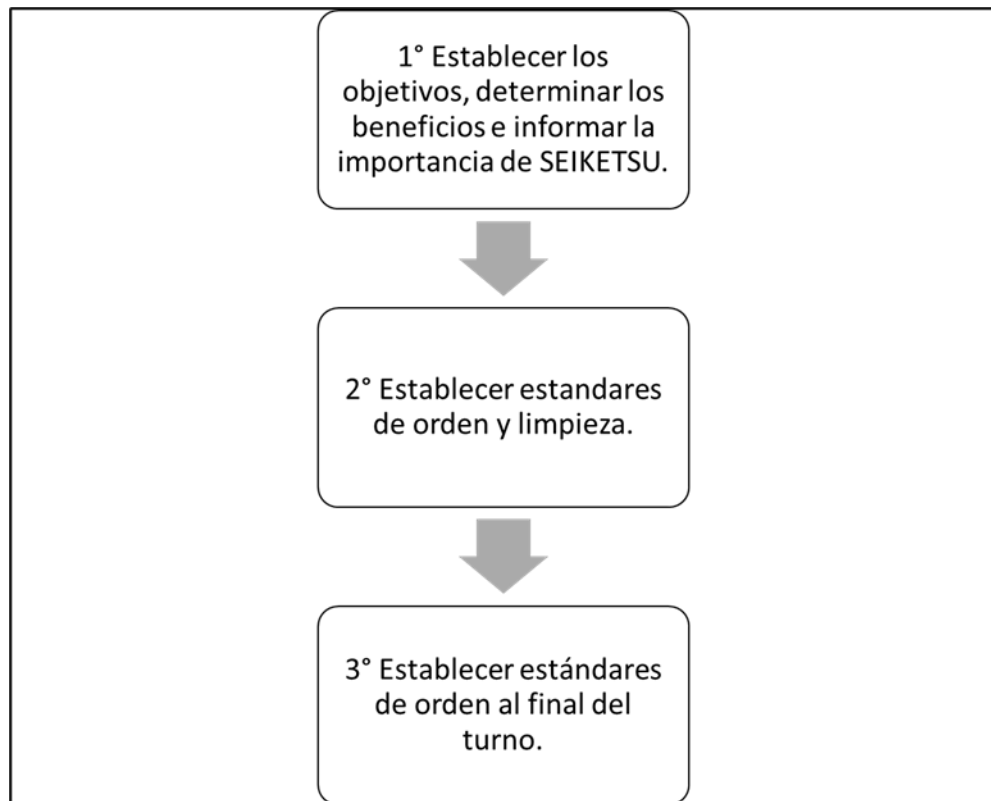 1° Establecer los
objetivos, determinar los
beneficios e informar la
importancia de SEIKETSU.
2° Establecer estandares
de orden y limpieza.
3° Establecer estándares
de orden al final del
turno.